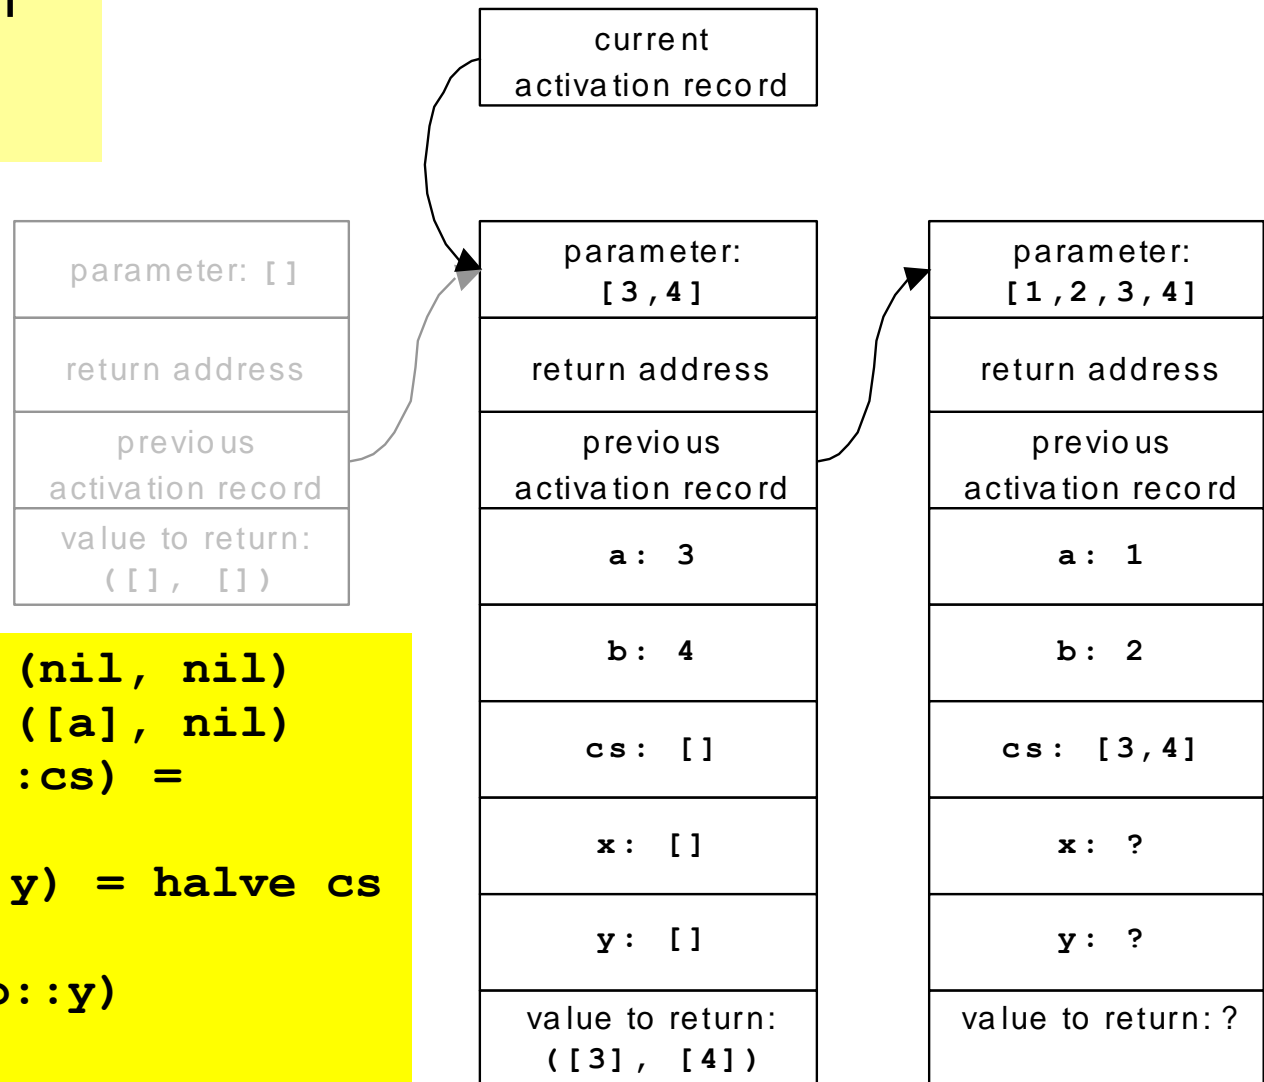 current
activation record
parameter: []
return address
previous
activation record
value to return:
([], [])
parameter:
[3,4]
return address
previous
activation record
a: 3
b: 4
cs: []
x: []
y: []
value to return:
([3], [4])
parameter:
[1,2,3,4]
return address
previous
activation record
a: 1
b: 2
cs: [3,4]
x: ?
y: ?
value to return: ?
(nil, nil)
([a], nil)
:cs) =
y) = halve cs
::y)